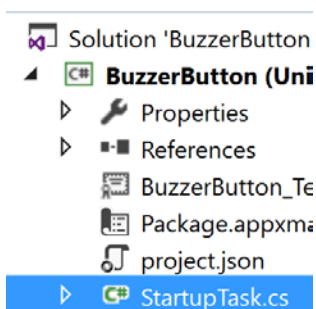 Solution 'BuzzerButton
C# BuzzerButton (Uni
Properties
References
BuzzerButton_Te
Package.appxma
project.json
C# StartupTask.cs